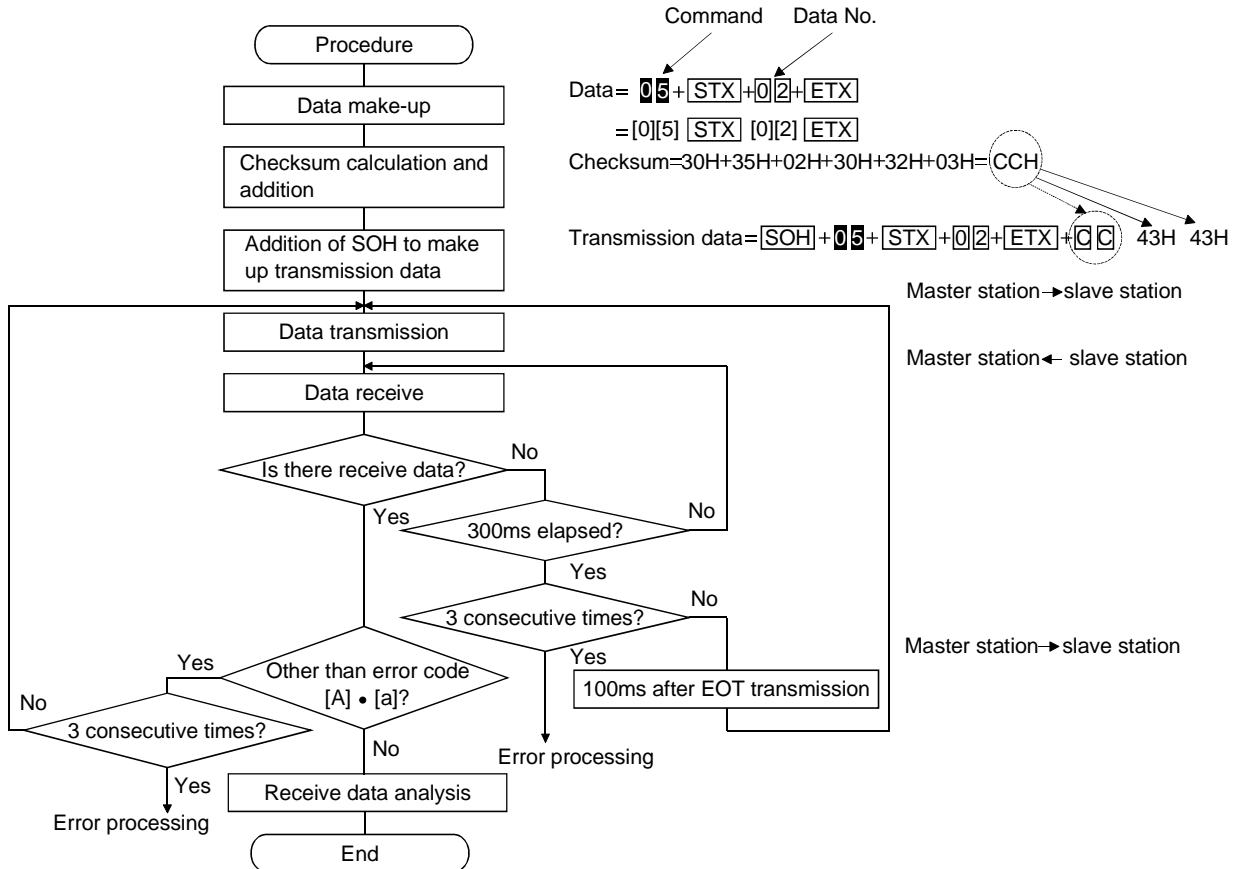 Procedure
Data make-up
Checksum calculation and
addition
Addition of SOH to make
up transmission data
Data transmission
Data receive
Is there receive data?
No
Yes
300ms elapsed?
No
Yes
3 consecutive times?
No
Yes
100ms after EOT transmission
Error processing
Other than error code
[A] • [a]?
Yes
No
3 consecutive times?
No
Yes
Error processing
Receive data analysis
End
Command Data No.
Data= 0 5 + STX + 0 2 + ETX
=[0][5] STX [0][2] ETX
Checksum=30H+35H+02H+30H+32H+03H= CCH
Transmission data= SOH + 0 5 + STX + 0 2 + ETX + C C 43H 43H
Master station→slave station
Master station← slave station
Master station→slave station